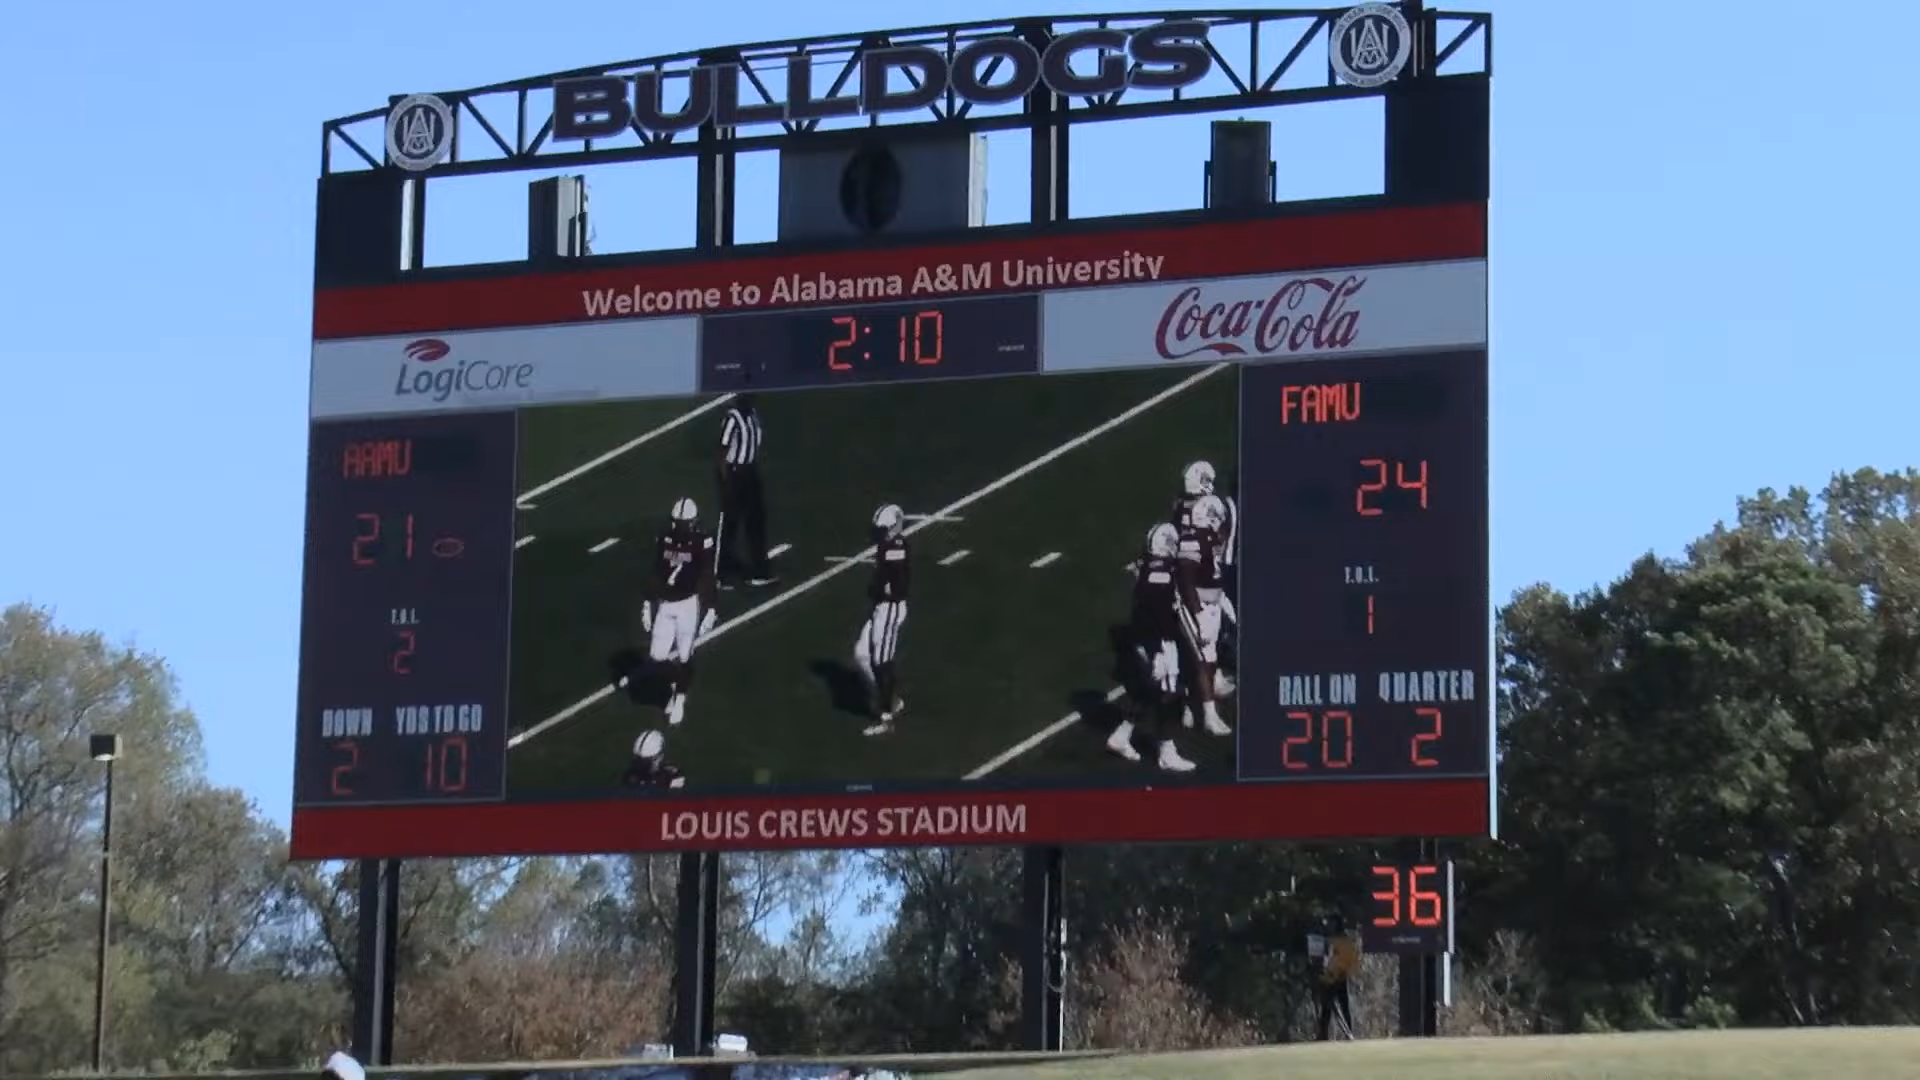 BULLDOGS
Welcome to Alabama A&M University
LogiCore
2:10
Coca-Cola
AAMU
21
T.O.L.
2
DOWN YDS TO GO
2 10
7
FAMU
24
T.O.L.
1
BALL ON QUARTER
20 2
LOUIS CREWS STADIUM
36